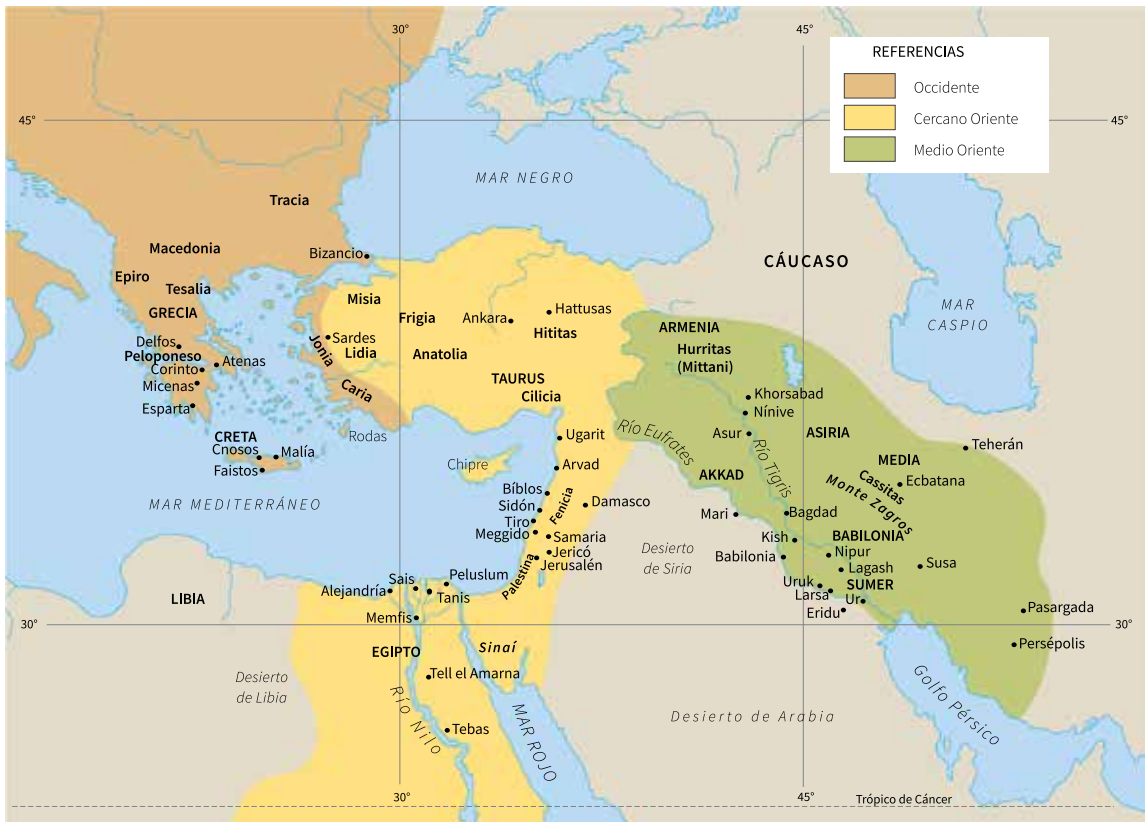 30°
45°
REFERENCIAS
Occidente
Cercano Oriente
Medio Oriente
45°
45°
MAR NEGRO
Tracia
Macedonia
Bizancio
Epiro
Tesalia
GRECIA
CÁUCASO
MAR
CASPIO
Misia
Frigia
Ankara
Hattusas
Hititas
ARMENIA
Hurritas
(Mittani)
Delfos
Peloponeso
Corinto
Atenas
Micenas
Esparta
Sardes
Lidia
Jonia
Anatolia
Caria
TAURUS
Cilicia
Khorsabad
Nínive
Asur
ASIRIA
Teherán
CRETA
Cnosos
Malía
Faistos
Rodas
Chipre
Ugarit
Arvad
Río Eufrates
Río Tigris
AKKAD
MEDIA
Ecbatana
Cassitas
Monte Zagros
MAR MEDITERRÁNEO
Bíblos
Sidón
Fenicia
Damasco
Tiro
Meggido
Samaria
Jericó
Jerusalén
Palestina
Mari
Bagdad
Desierto
de Siria
Kish
BABILONIA
Babilonia
Nipur
Lagash
Susa
SUMER
Uruk
Larsa
Ur
Eridu
Pasargada
Persépolis
LIBIA
Alejandría
Sais
Peluslum
Tanis
30°
30°
Memfis
EGIPTO
Sinaí
Desierto
de Libia
Tell el Amarna
Río Nilo
Tebas
MAR ROJO
Desierto de Arabia
Golfo Pérsico
30°
45°
Trópico de Cáncer